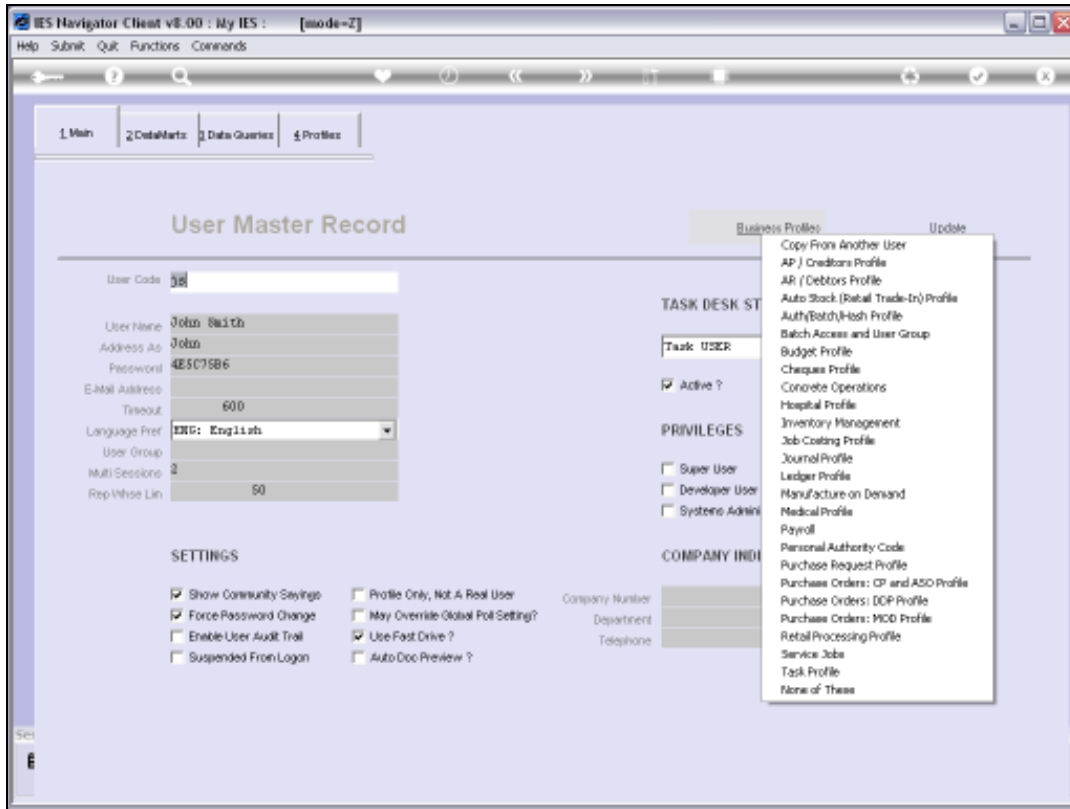 IES Navigator Client v8.00 : My IES : [mode=Z]
Help Submit Quit Functions Commands
1 Main 2 DataMarts 3 Data Queries 4 Profiles
User Master Record
Business Profiles Update
User Code js
User Name John Smith
Address As John
Password 4E5C75B6
E-Mail Address
Timeout 600
Language Pref ENG: English
User Group
Multi Sessions 2
Rep Whse Lim 50
TASK DESK ST
Task USER
Active ?
PRIVILEGES
Super User
Developer User
Systems Admini
Copy From Another User
AP / Creditors Profile
AR / Debtors Profile
Auto Stock (Retail Trade-In) Profile
Auth/Batch/Hash Profile
Batch Access and User Group
Budget Profile
Cheques Profile
Concrete Operations
Hospital Profile
Inventory Management
Job Costing Profile
Journal Profile
Ledger Profile
Manufacture on Demand
Medical Profile
Payroll
Personal Authority Code
Purchase Request Profile
Purchase Orders: CP and ASO Profile
Purchase Orders: DDP Profile
Purchase Orders: MOD Profile
Retail Processing Profile
Service Jobs
Task Profile
None of These
SETTINGS
Show Community Sayings
Force Password Change
Enable User Audit Trail
Suspended From Logon
Profile Only, Not A Real User
May Override Global Poll Setting?
Use Fast Drive ?
Auto Doc Preview ?
COMPANY INDI
Company Number
Department
Telephone
Ser